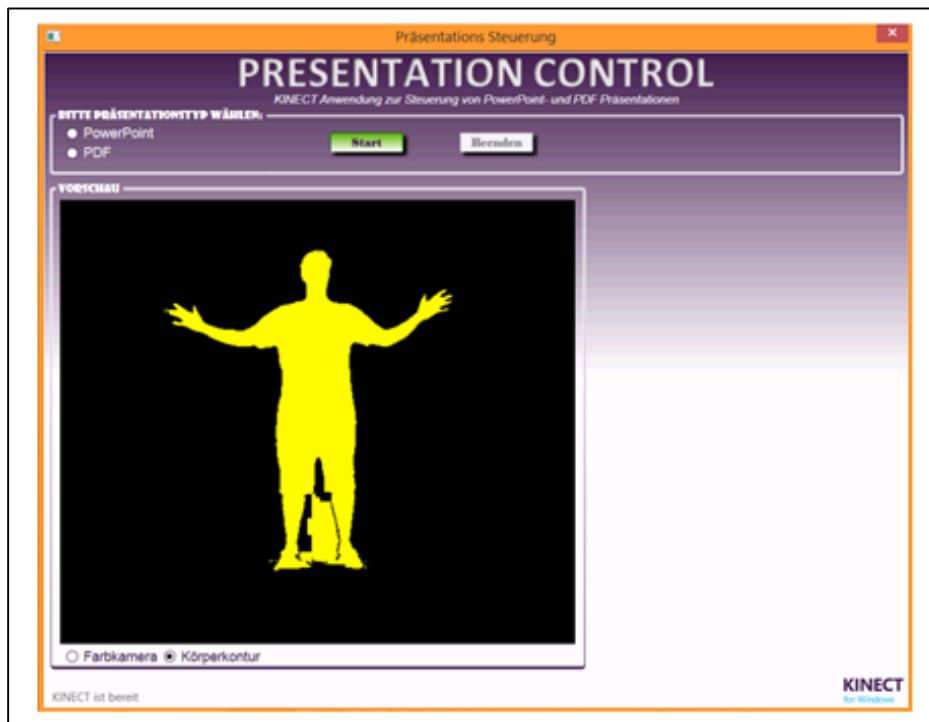 Präsentations Steuerung
PRESENTATION CONTROL
KINECT Anwendung zur Steuerung von PowerPoint- und PDF Präsentationen
BITTE PRÄSENTATIONSTYP WÄHLEN:
PowerPoint
PDF
Start
Beenden
VORSCHAU
Farbkamera
Körperkontur
KINECT ist bereit
KINECT
for Windows